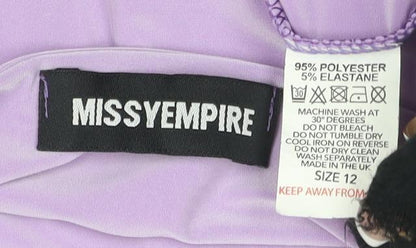 MISSYEMPIRE
95% POLYESTER
5% ELASTANE
MACHINE WASH AT
30 DEGREES
DO NOT BLEACH
DO NOT TUMBLE DRY
COOL IRON ON REVERSE
DO NOT DRY CLEAN
WASH SEPARATELY
MADE IN THE UK
SIZE 12
KEEP AWAY FROM